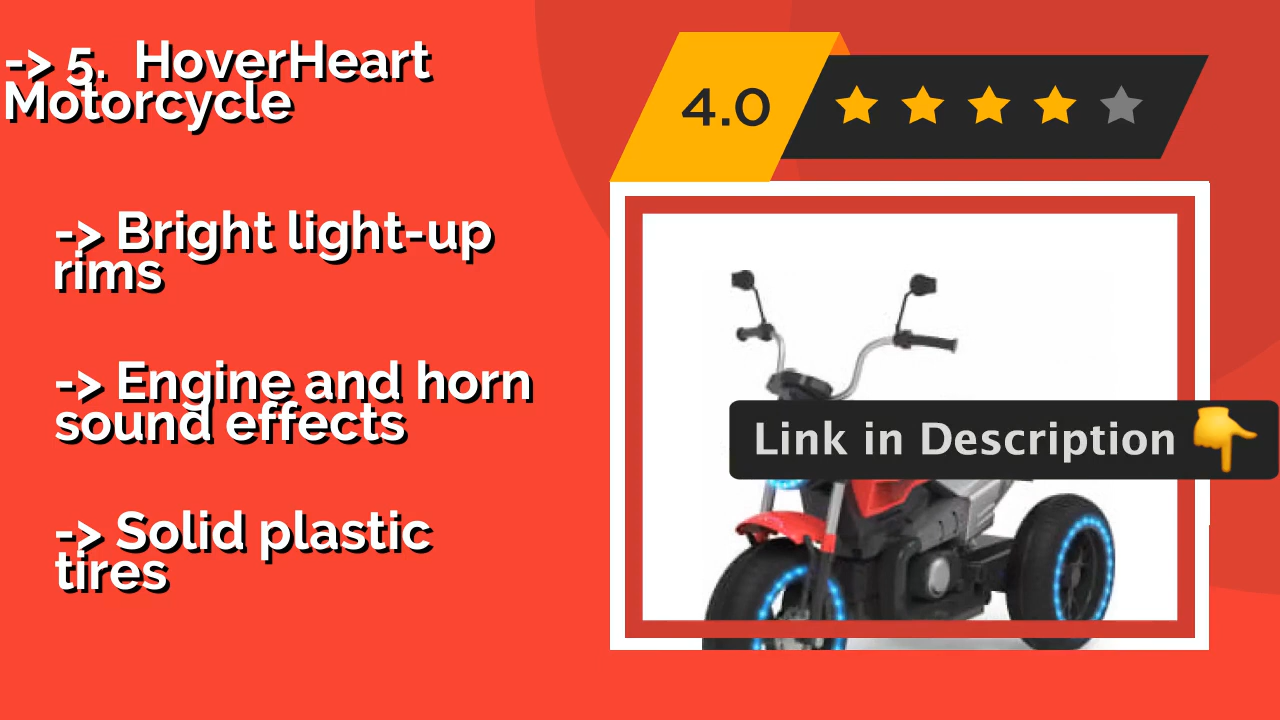 -> 5.  HoverHeart
Motorcycle
4.0
-> Bright light-up
rims
-> Engine and horn
sound effects
Link in Description 👇
-> Solid plastic
tires